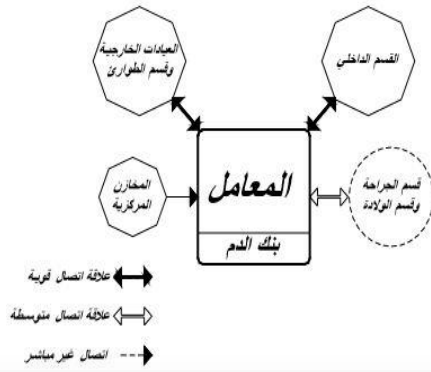 العيادات الخارجية
وقسم الطوارئ
القسم الداخلي
المعامل
بنك الدم
المخازن
المركزية
قسم الجراحة
وقسم الولادة
علاقة اتصال قوية
علاقة اتصال متوسطة
اتصال غير مباشر